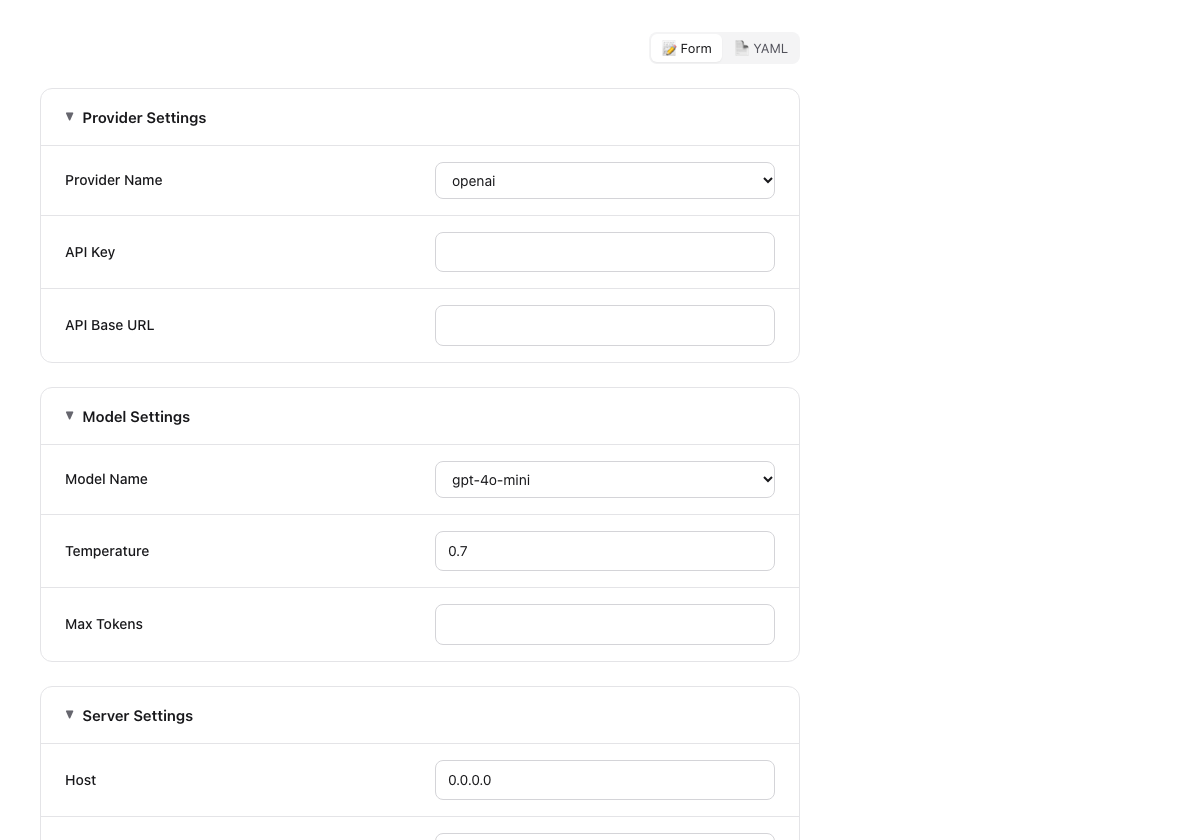 Form YAML
Provider Settings
Provider Name openai
API Key
API Base URL
Model Settings
Model Name gpt-4o-mini
Temperature 0.7
Max Tokens
Server Settings
Host 0.0.0.0